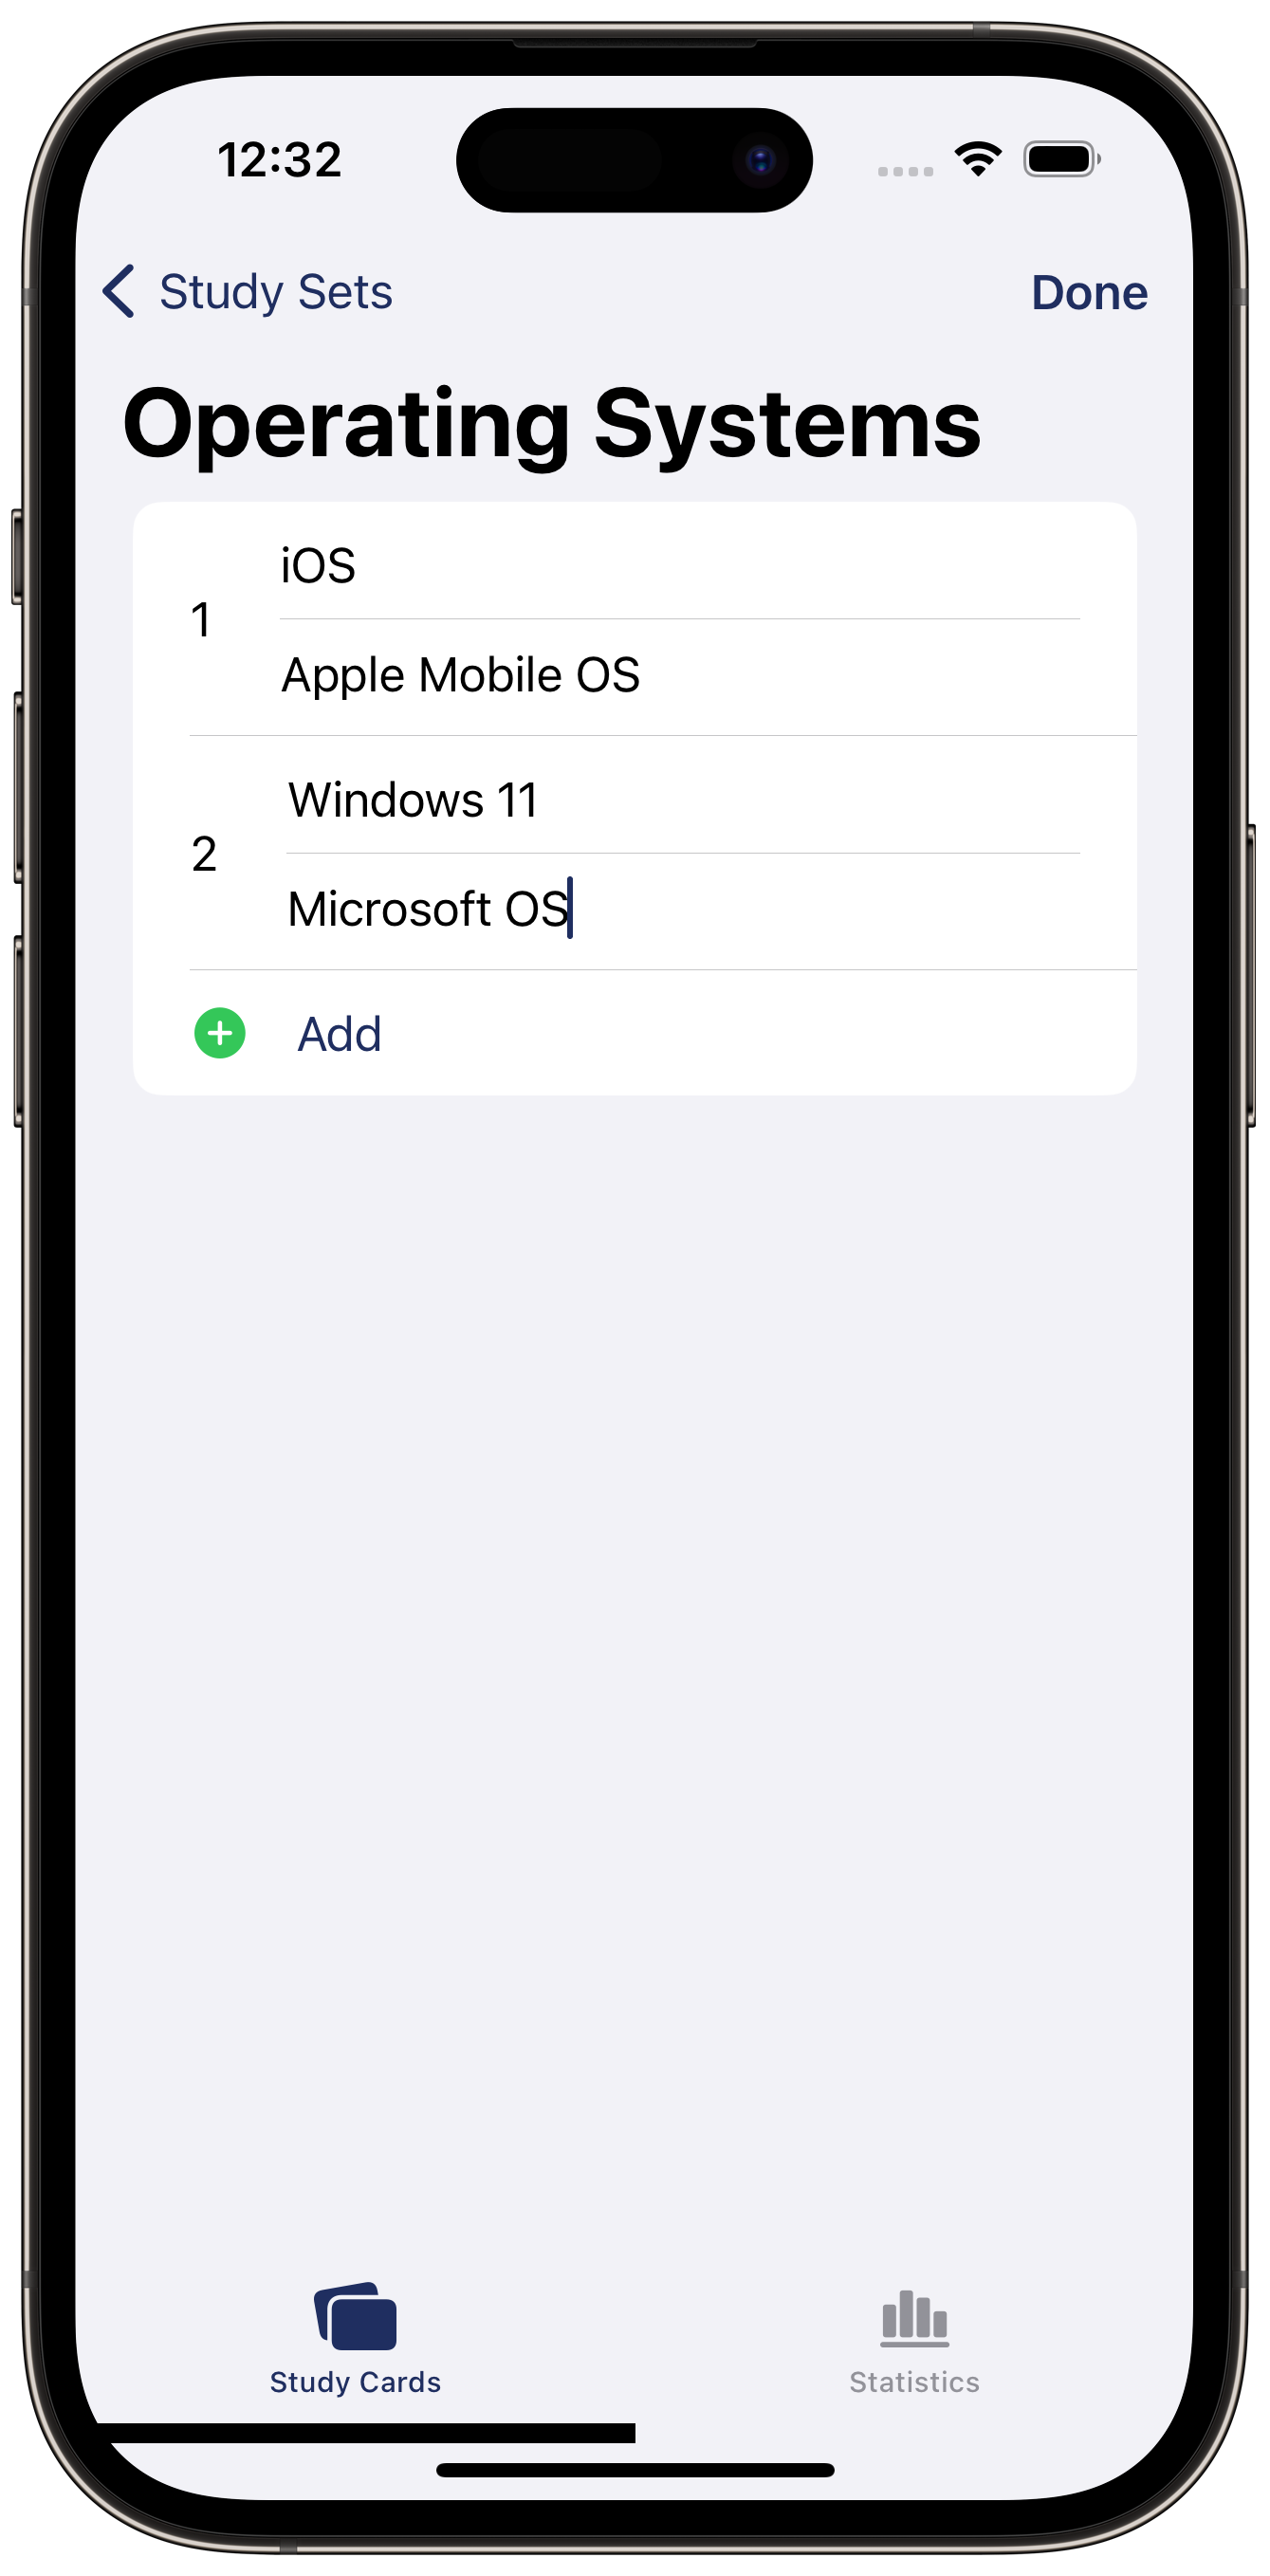 12:32
Study Sets
Done
Operating Systems
1
iOS
Apple Mobile OS
2
Windows 11
Microsoft OS
Add
Study Cards
Statistics